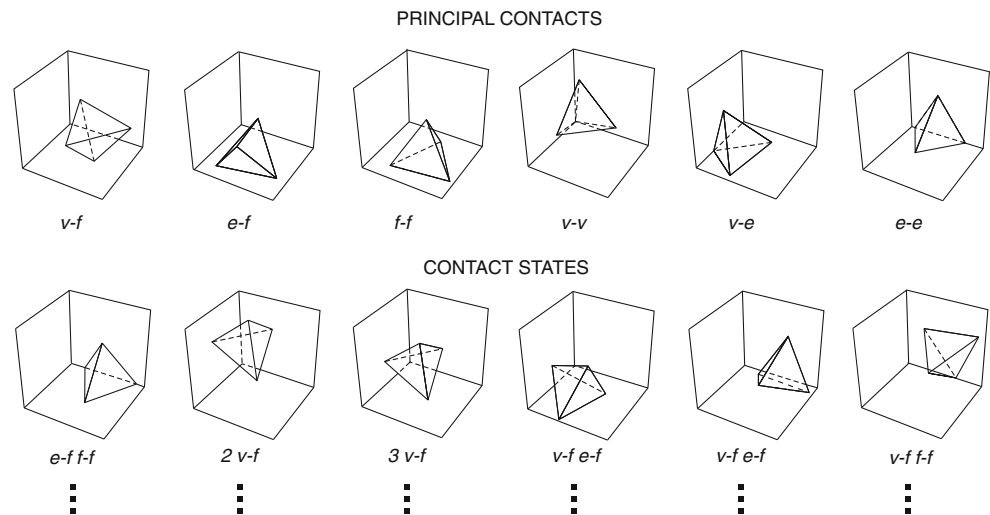 PRINCIPAL CONTACTS
v-f e-f f-f v-v v-e e-e
CONTACT STATES
e-f f-f 2 v-f 3 v-f v-f e-f v-f e-f v-f f-f